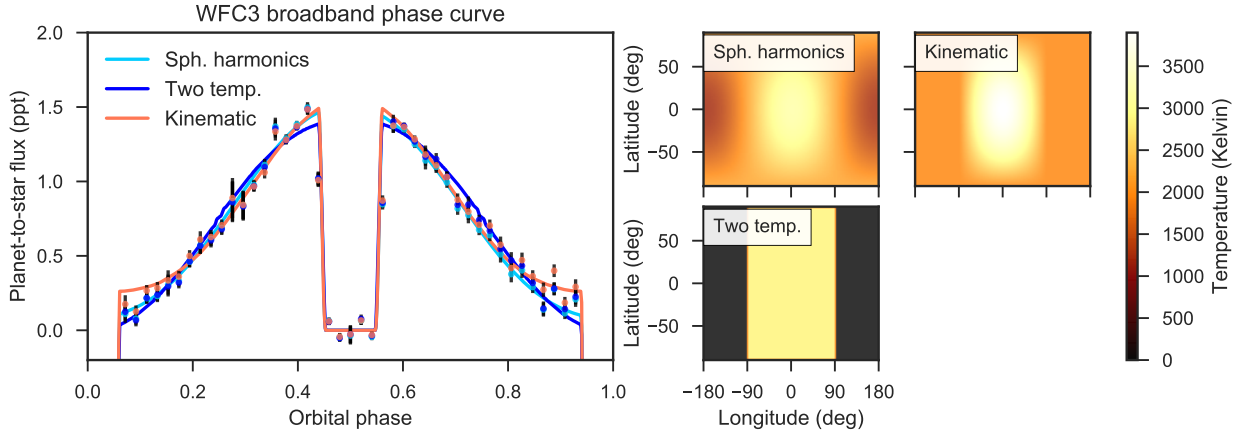 WFC3 broadband phase curve
Planet-to-star flux (ppt)
2.0
1.5
1.0
0.5
0.0
Sph. harmonics
Two temp.
Kinematic
0.0 0.2 0.4 0.6 0.8 1.0
Orbital phase
Latitude (deg)
50
0
−50
Sph. harmonics
Kinematic
Latitude (deg)
50
0
−50
Two temp.
−180 −90 0 90 180
Longitude (deg)
3500
3000
2500
2000
1500
1000
500
0
Temperature (Kelvin)